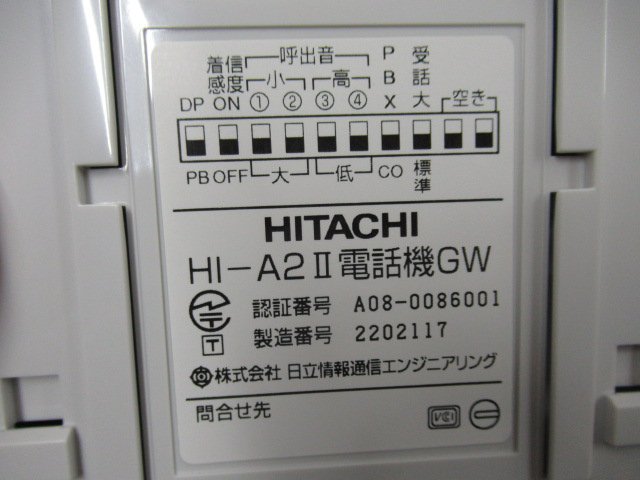 着信感度 呼出音 PBX 受話大
小 高 空き
DP ON ① ② ③ ④
PB OFF 大 低 CO 標準
HITACHI
HI-A2Ⅱ電話機GW
認証番号 A08-0086001
T 製造番号 2202117
株式会社 日立情報通信エンジニアリング
問合せ先 VCI